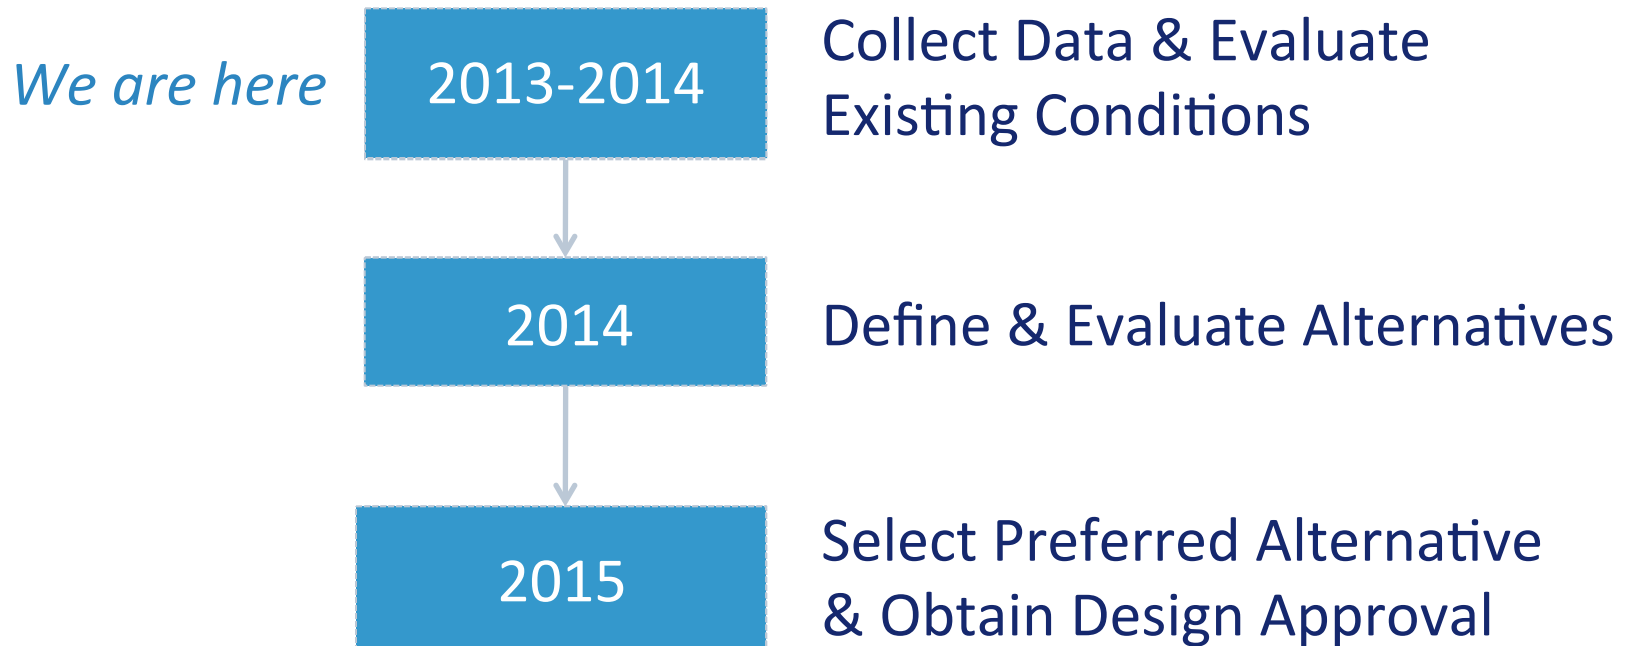 Collect Data & Evaluate
We are here
2013-2014
Existing Conditions
2014
Define & Evaluate Alternatives
Select Preferred Alternative
2015
& Obtain Design Approval